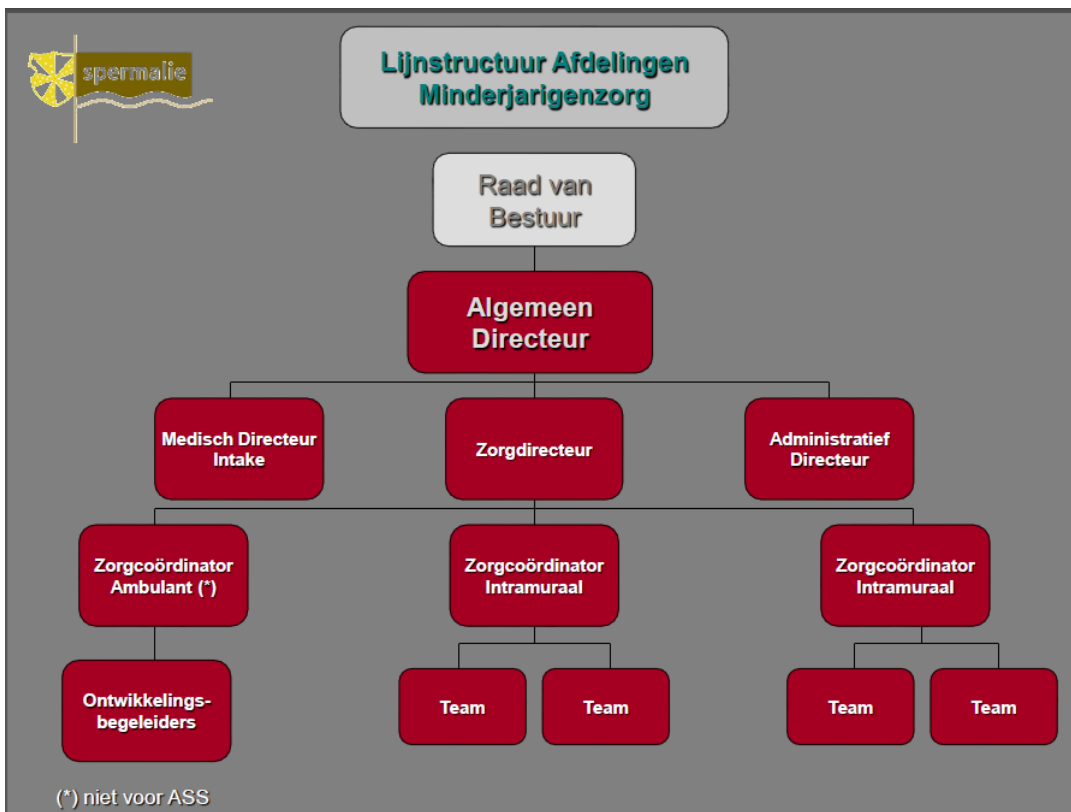 spermalie
Lijnstructuur Afdelingen
Minderjarigenzorg
Raad van
Bestuur
Algemeen
Directeur
Medisch Directeur
Intake
Zorgdirecteur
Administratief
Directeur
Zorgcoördinator
Ambulant (*)
Zorgcoördinator
Intramuraal
Zorgcoördinator
Intramuraal
Ontwikkelings-
begeleiders
Team
Team
Team
Team
(*) niet voor ASS